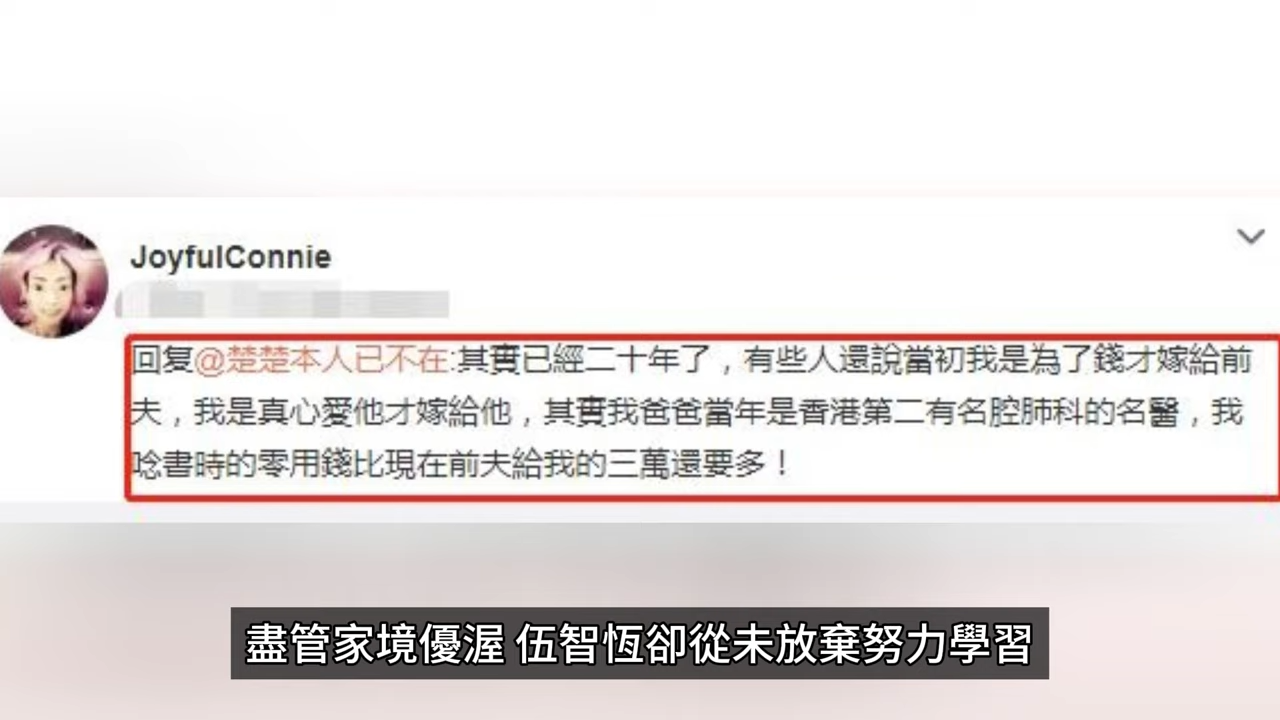 JoyfulConnie
回复@楚楚本人已不在:其實已經二十年了，有些人還說當初我是為了錢才嫁給前
夫，我是真心愛他才嫁給他，其實我爸爸當年是香港第二有名腔肺科的名醫，我
唸書時的零用錢比現在前夫給我的三萬還要多！
盡管家境優渥 伍智恆卻從未放棄努力學習